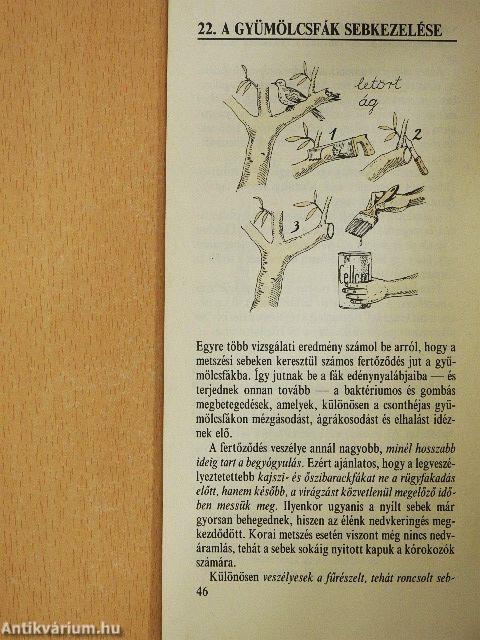 22. A GYÜMÖLCSFÁK SEBKEZELÉSE
letört
ág
1
2
3
Egyre több vizsgálati eredmény számol be arról, hogy a
metszési sebeken keresztül számos fertőződés jut a gyü-
mölcsfákba. Így jutnak be a fák edénynyalábjaiba — és
terjednek onnan tovább — a baktériumos és gombás
megbetegedések, amelyek, különösen a csonthéjas gyü-
mölcsfákon mézgásodást, ágrákosodást és elhalást idéz-
nek elő.
A fertőződés veszélye annál nagyobb, minél hosszabb
ideig tart a begyógyulás. Ezért ajánlatos, hogy a legveszé-
lyeztetettebb kajszi- és őszibarackfákat ne a rügyfakadás
előtt, hanem később, a virágzást közvetlenül megelőző idő-
ben messük meg. Ilyenkor ugyanis a nyílt sebek már
gyorsan behegednek, hiszen az élénk nedvkeringés meg-
kezdődött. Korai metszés esetén viszont még nincs nedv-
áramlás, tehát a sebek sokáig nyitott kapuk a kórokozók
számára.
Különösen veszélyesek a fűrészelt, tehát roncsolt seb-
46
Antikvárium.hu